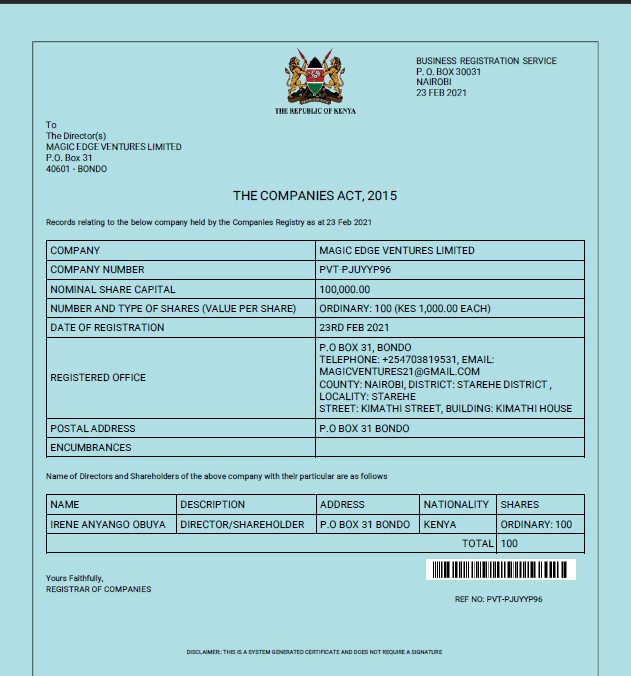 BUSINESS REGISTRATION SERVICE
P. O. BOX 30031
NAIROBI
23 FEB 2021
THE REPUBLIC OF KENYA
To
The Director(s)
MAGIC EDGE VENTURES LIMITED
P.O. Box 31
40601 - BONDO
THE COMPANIES ACT, 2015
Records relating to the below company held by the Companies Registry as at 23 Feb 2021
COMPANY MAGIC EDGE VENTURES LIMITED
COMPANY NUMBER PVT-PJUYYP96
NOMINAL SHARE CAPITAL 100,000.00
NUMBER AND TYPE OF SHARES (VALUE PER SHARE) ORDINARY: 100 (KES 1,000.00 EACH)
DATE OF REGISTRATION 23RD FEB 2021
REGISTERED OFFICE
P.O BOX 31, BONDO
TELEPHONE: +254703819531, EMAIL:
MAGICVENTURES21@GMAIL.COM
COUNTY: NAIROBI, DISTRICT: STAREHE DISTRICT ,
LOCALITY: STAREHE
STREET: KIMATHI STREET, BUILDING: KIMATHI HOUSE
POSTAL ADDRESS P.O BOX 31 BONDO
ENCUMBRANCES
Name of Directors and Shareholders of the above company with their particular are as follows
NAME DESCRIPTION ADDRESS NATIONALITY SHARES
IRENE ANYANGO OBUYA DIRECTOR/SHAREHOLDER P.O BOX 31 BONDO KENYA ORDINARY: 100
TOTAL 100
Yours Faithfully,
REGISTRAR OF COMPANIES
REF NO: PVT-PJUYYP96
DISCLAIMER: THIS IS A SYSTEM GENERATED CERTIFICATE AND DOES NOT REQUIRE A SIGNATURE